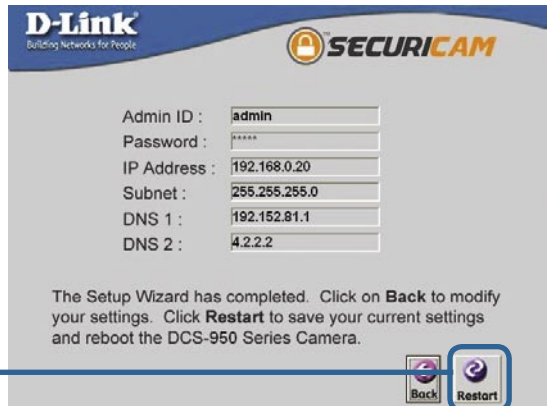 D-Link
Building Networks for People
SECURICAM
Admin ID : admin
Password : *****
IP Address : 192.168.0.20
Subnet : 255.255.255.0
DNS 1 : 192.152.81.1
DNS 2 : 4.2.2.2
The Setup Wizard has completed. Click on Back to modify
your settings. Click Restart to save your current settings
and reboot the DCS-950 Series Camera.
Back Restart